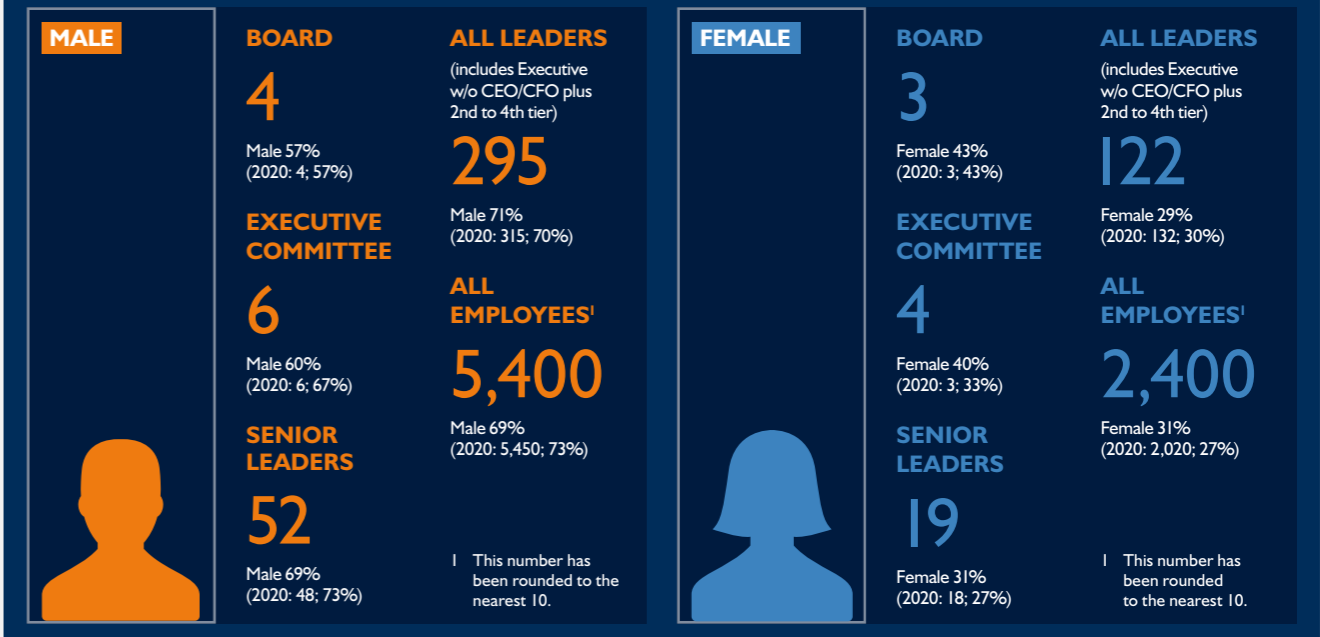 MALE
BOARD
4
Male 57%
(2020: 4; 57%)
EXECUTIVE
COMMITTEE
6
Male 60%
(2020: 6; 67%)
SENIOR
LEADERS
52
Male 69%
(2020: 48; 73%)
ALL LEADERS
(includes Executive
w/o CEO/CFO plus
2nd to 4th tier)
295
Male 71%
(2020: 315; 70%)
ALL
EMPLOYEES¹
5,400
Male 69%
(2020: 5,450; 73%)
1 This number has
been rounded to the
nearest 10.
FEMALE
BOARD
3
Female 43%
(2020: 3; 43%)
EXECUTIVE
COMMITTEE
4
Female 40%
(2020: 3; 33%)
SENIOR
LEADERS
19
Female 31%
(2020: 18; 27%)
ALL LEADERS
(includes Executive
w/o CEO/CFO plus
2nd to 4th tier)
122
Female 29%
(2020: 132; 30%)
ALL
EMPLOYEES¹
2,400
Female 31%
(2020: 2,020; 27%)
1 This number has
been rounded
to the nearest 10.